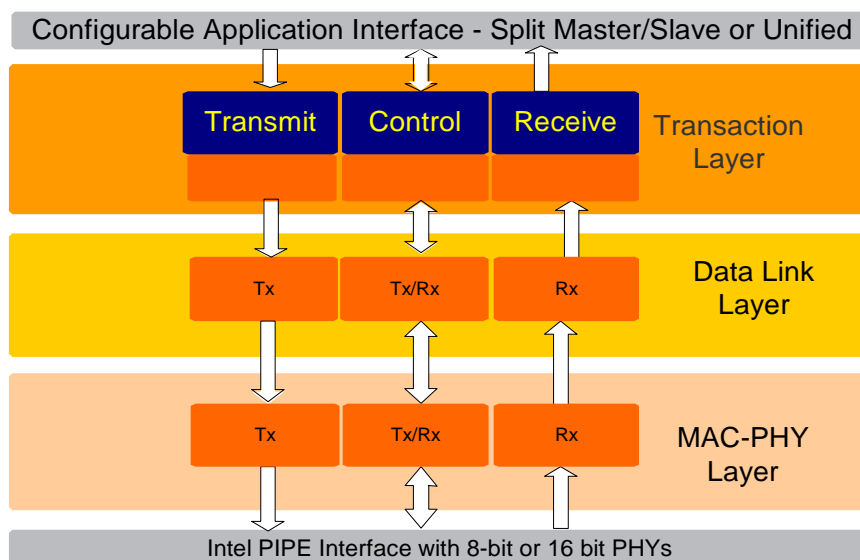 Configurable Application Interface - Split Master/Slave or Unified
Transmit Control Receive
Transaction
Layer
Data Link
Layer
Tx Tx/Rx Rx
MAC-PHY
Layer
Tx Tx/Rx Rx
Intel PIPE Interface with 8-bit or 16 bit PHYs